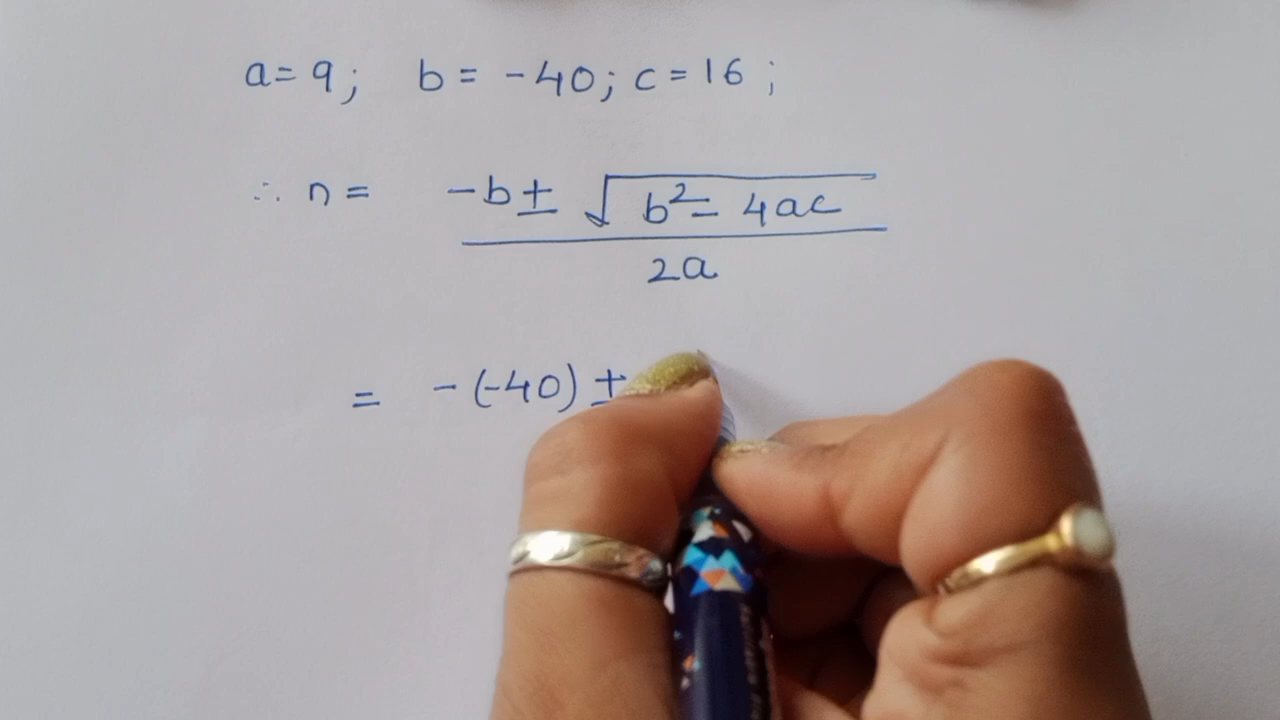 a = 9; b = -40; c = 16;
∴ n = -b ± √(b² - 4ac)
2a
= -(-40) ±